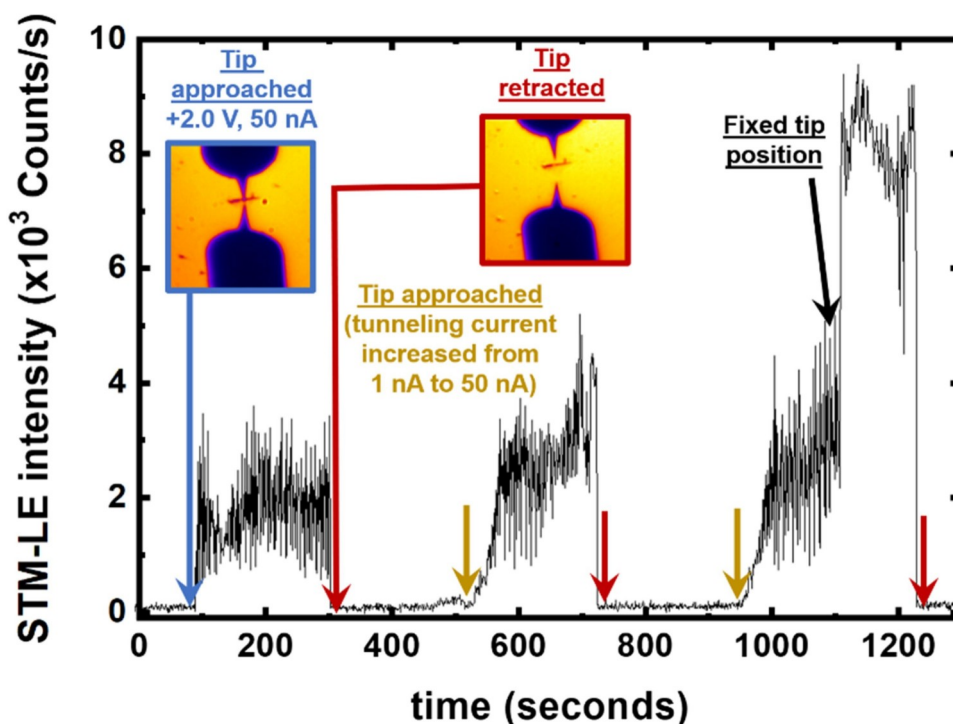 STM-LE intensity (x10³ Counts/s)
10
8
6
4
2
0
Tip
approached
+2.0 V, 50 nA
Tip
retracted
Fixed tip
position
Tip approached
(tunneling current
increased from
1 nA to 50 nA)
0 200 400 600 800 1000 1200
time (seconds)